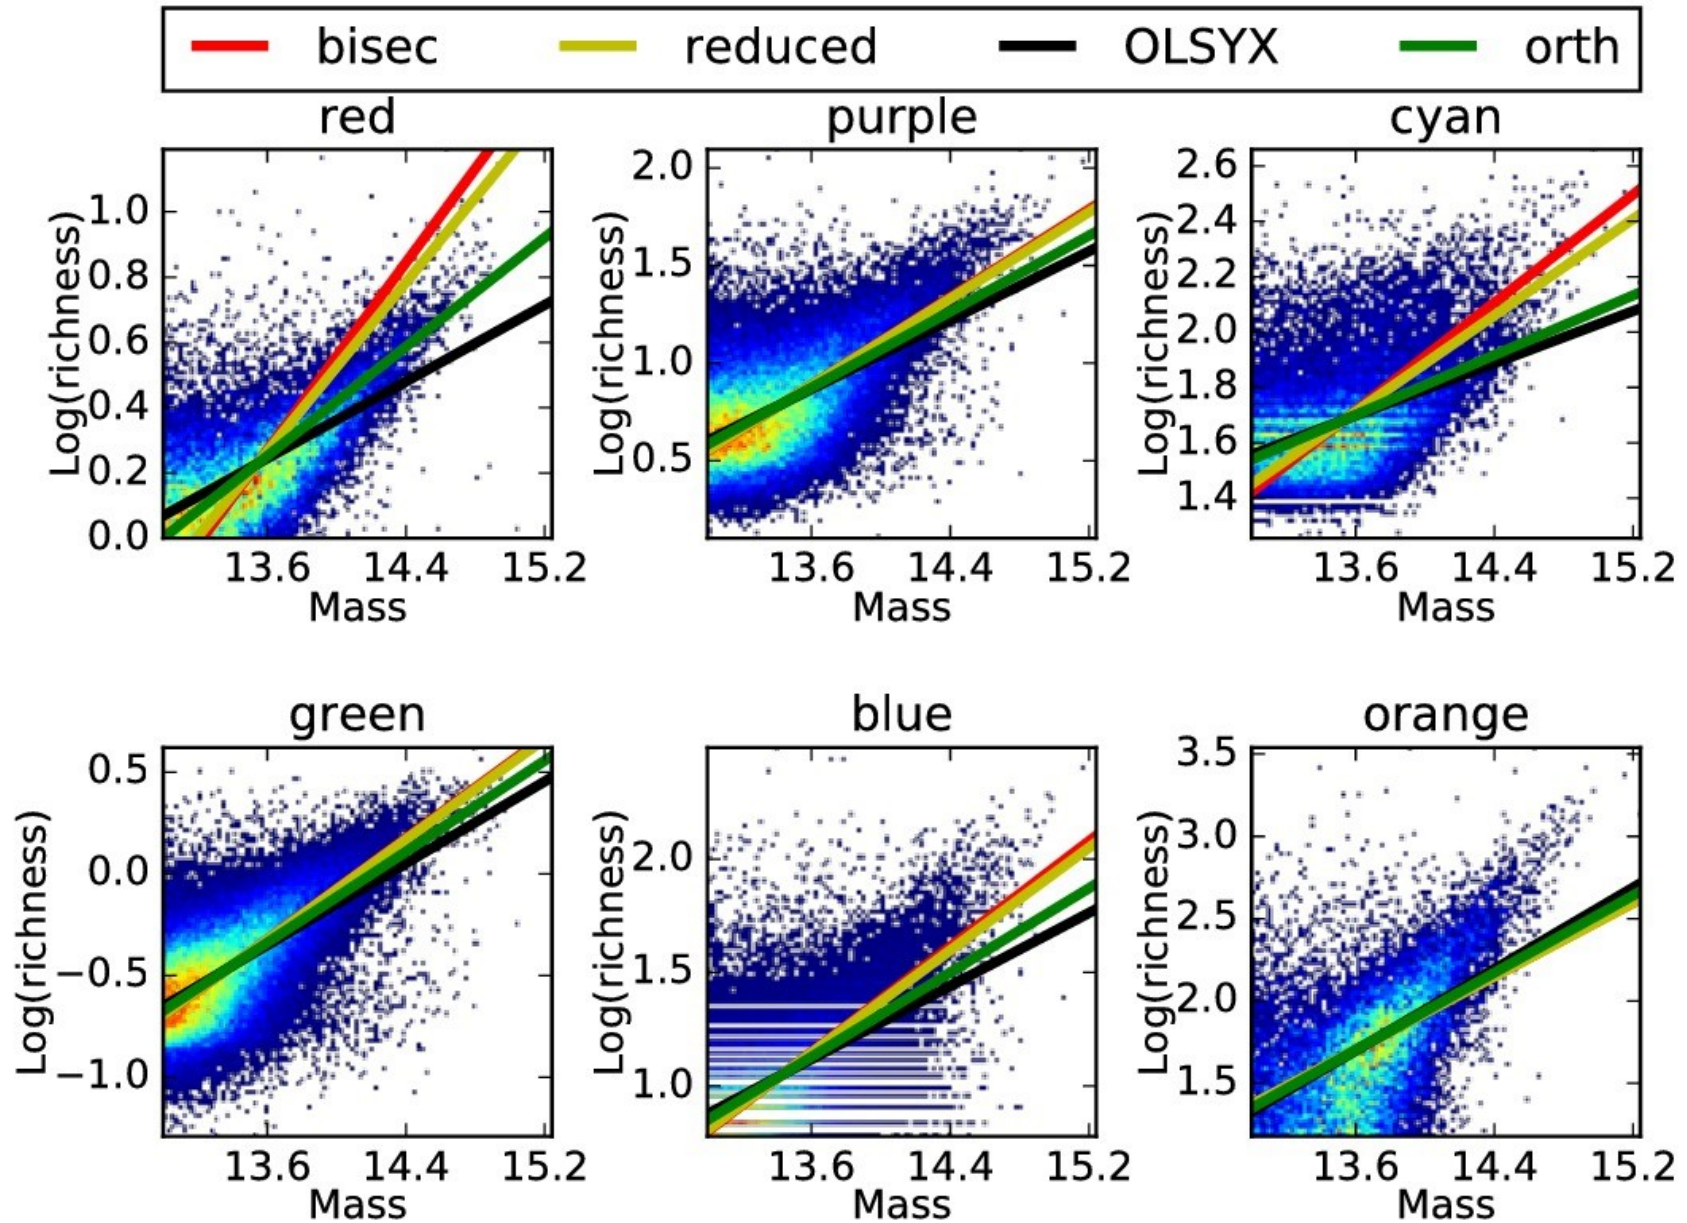 bisec reduced OLSYX orth
red purple cyan
Log(richness) 1.0 0.8 0.6 0.4 0.2 0.0
13.6 14.4 15.2
Mass
Log(richness) 2.0 1.5 1.0 0.5
13.6 14.4 15.2
Mass
Log(richness) 2.6 2.4 2.2 2.0 1.8 1.6 1.4
13.6 14.4 15.2
Mass
green blue orange
Log(richness) 0.5 0.0 −0.5 −1.0
13.6 14.4 15.2
Mass
Log(richness) 2.0 1.5 1.0
13.6 14.4 15.2
Mass
Log(richness) 3.5 3.0 2.5 2.0 1.5
13.6 14.4 15.2
Mass